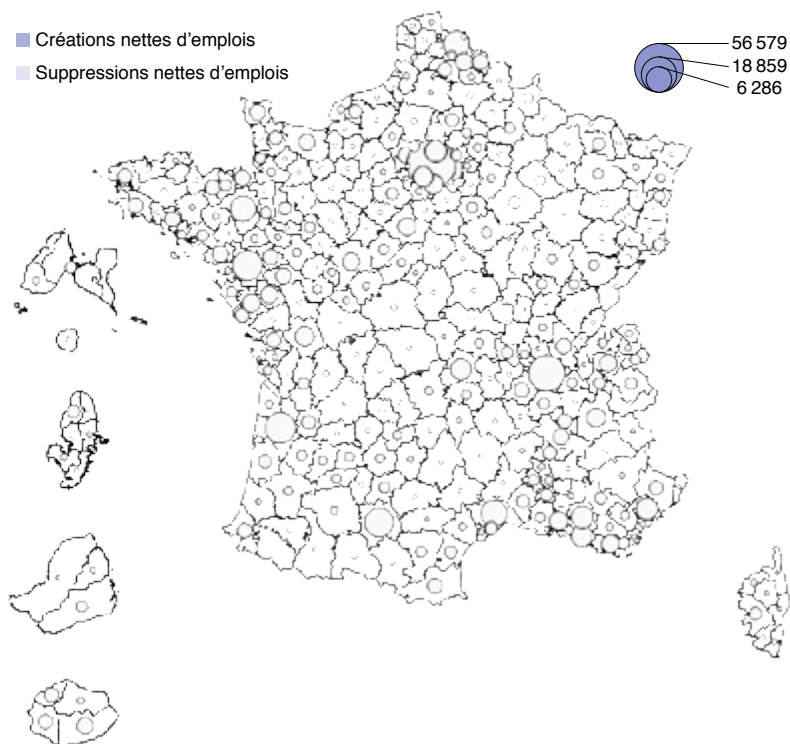 Créations nettes d’emplois
Suppressions nettes d’emplois
56 579
18 859
6 286